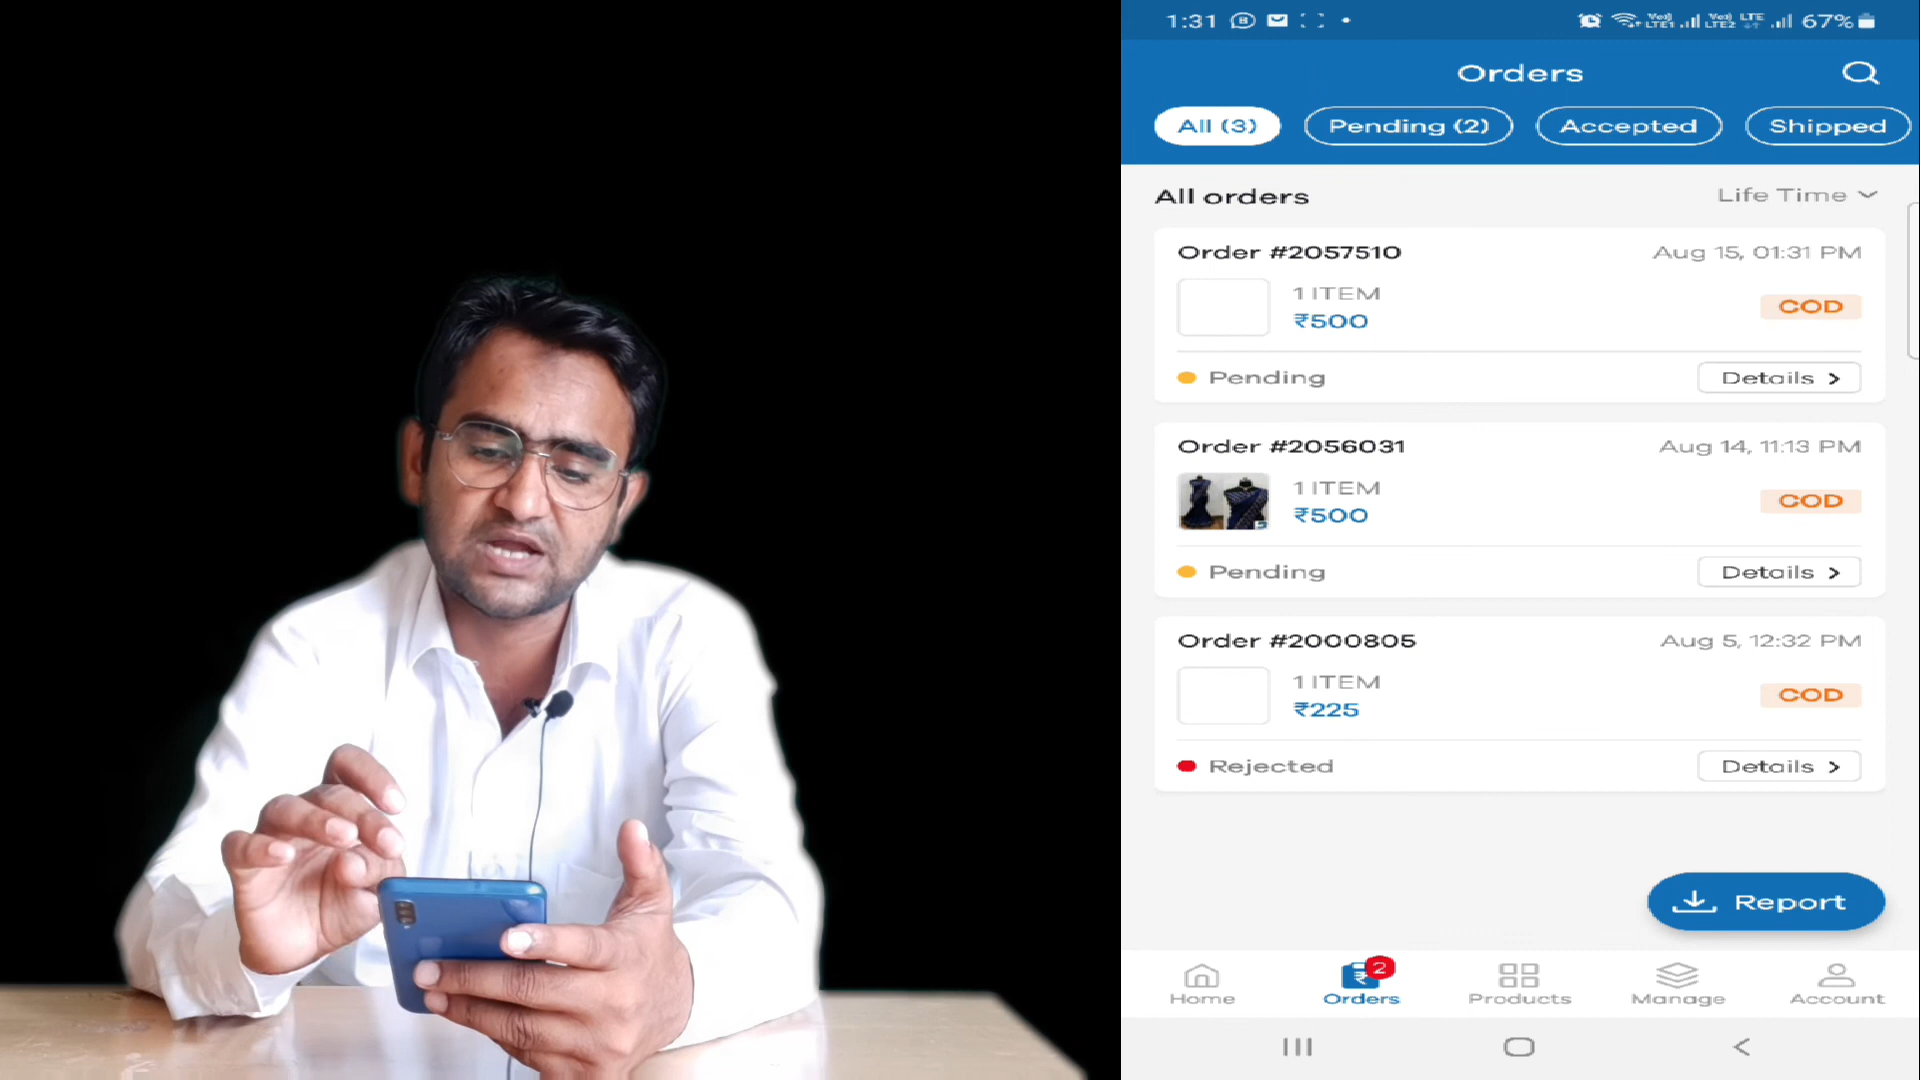 1:31 67%
Orders
All (3) Pending (2) Accepted Shipped
All orders Life Time
Order #2057510 Aug 15, 01:31 PM
1 ITEM
₹500 COD
Pending Details >
Order #2056031 Aug 14, 11:13 PM
1 ITEM
₹500 COD
Pending Details >
Order #2000805 Aug 5, 12:32 PM
1 ITEM
₹225 COD
Rejected Details >
Report
2
Home Orders Products Manage Account